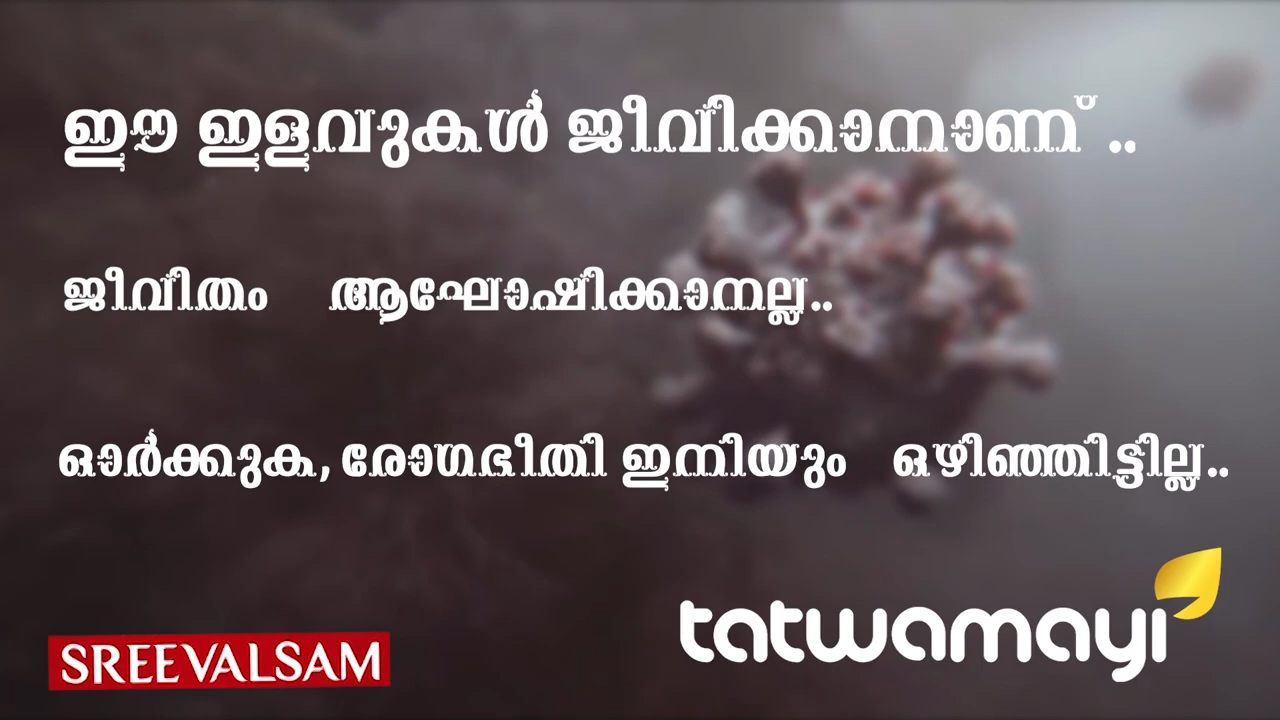 ഈ ഇളവുകൾ ജീവിക്കാനാണ് ..
ജീവിതം ആഘോഷിക്കാനല്ല..
ഓർക്കുക, രോഗഭീതി ഇനിയും ഒഴിഞ്ഞിട്ടില്ല..
tatwamayi
SREEVALSAM